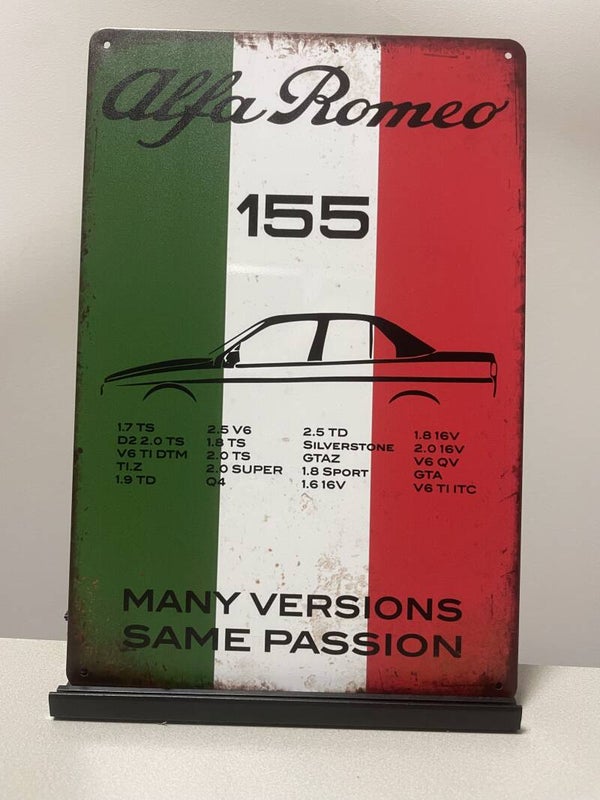 Alfa Romeo
155
1.7 TS
D2 2.0 TS
V6 TI DTM
TI.Z
1.9 TD
2.5 V6
1.8 TS
2.0 TS
2.0 SUPER
Q4
2.5 TD
SILVERSTONE
GTAZ
1.8 SPORT
1.6 16V
1.8 16V
2.0 16V
V6 QV
GTA
V6 TI ITC
MANY VERSIONS
SAME PASSION